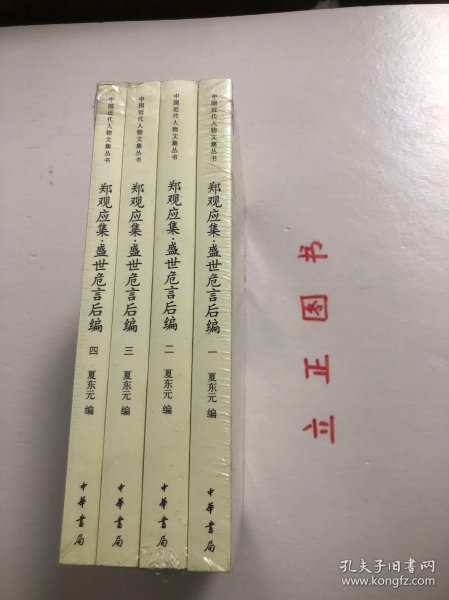 中国近代人物文集丛书
郑观应集·盛世危言后编
四
夏东元 编
中华书局
中国近代人物文集丛书
郑观应集·盛世危言后编
三
夏东元 编
中华书局
中国近代人物文集丛书
郑观应集·盛世危言后编
二
夏东元 编
中华书局
中国近代人物文集丛书
郑观应集·盛世危言后编
一
夏东元 编
中华书局
立正图书
孔夫子旧书网
www.kongfz.com